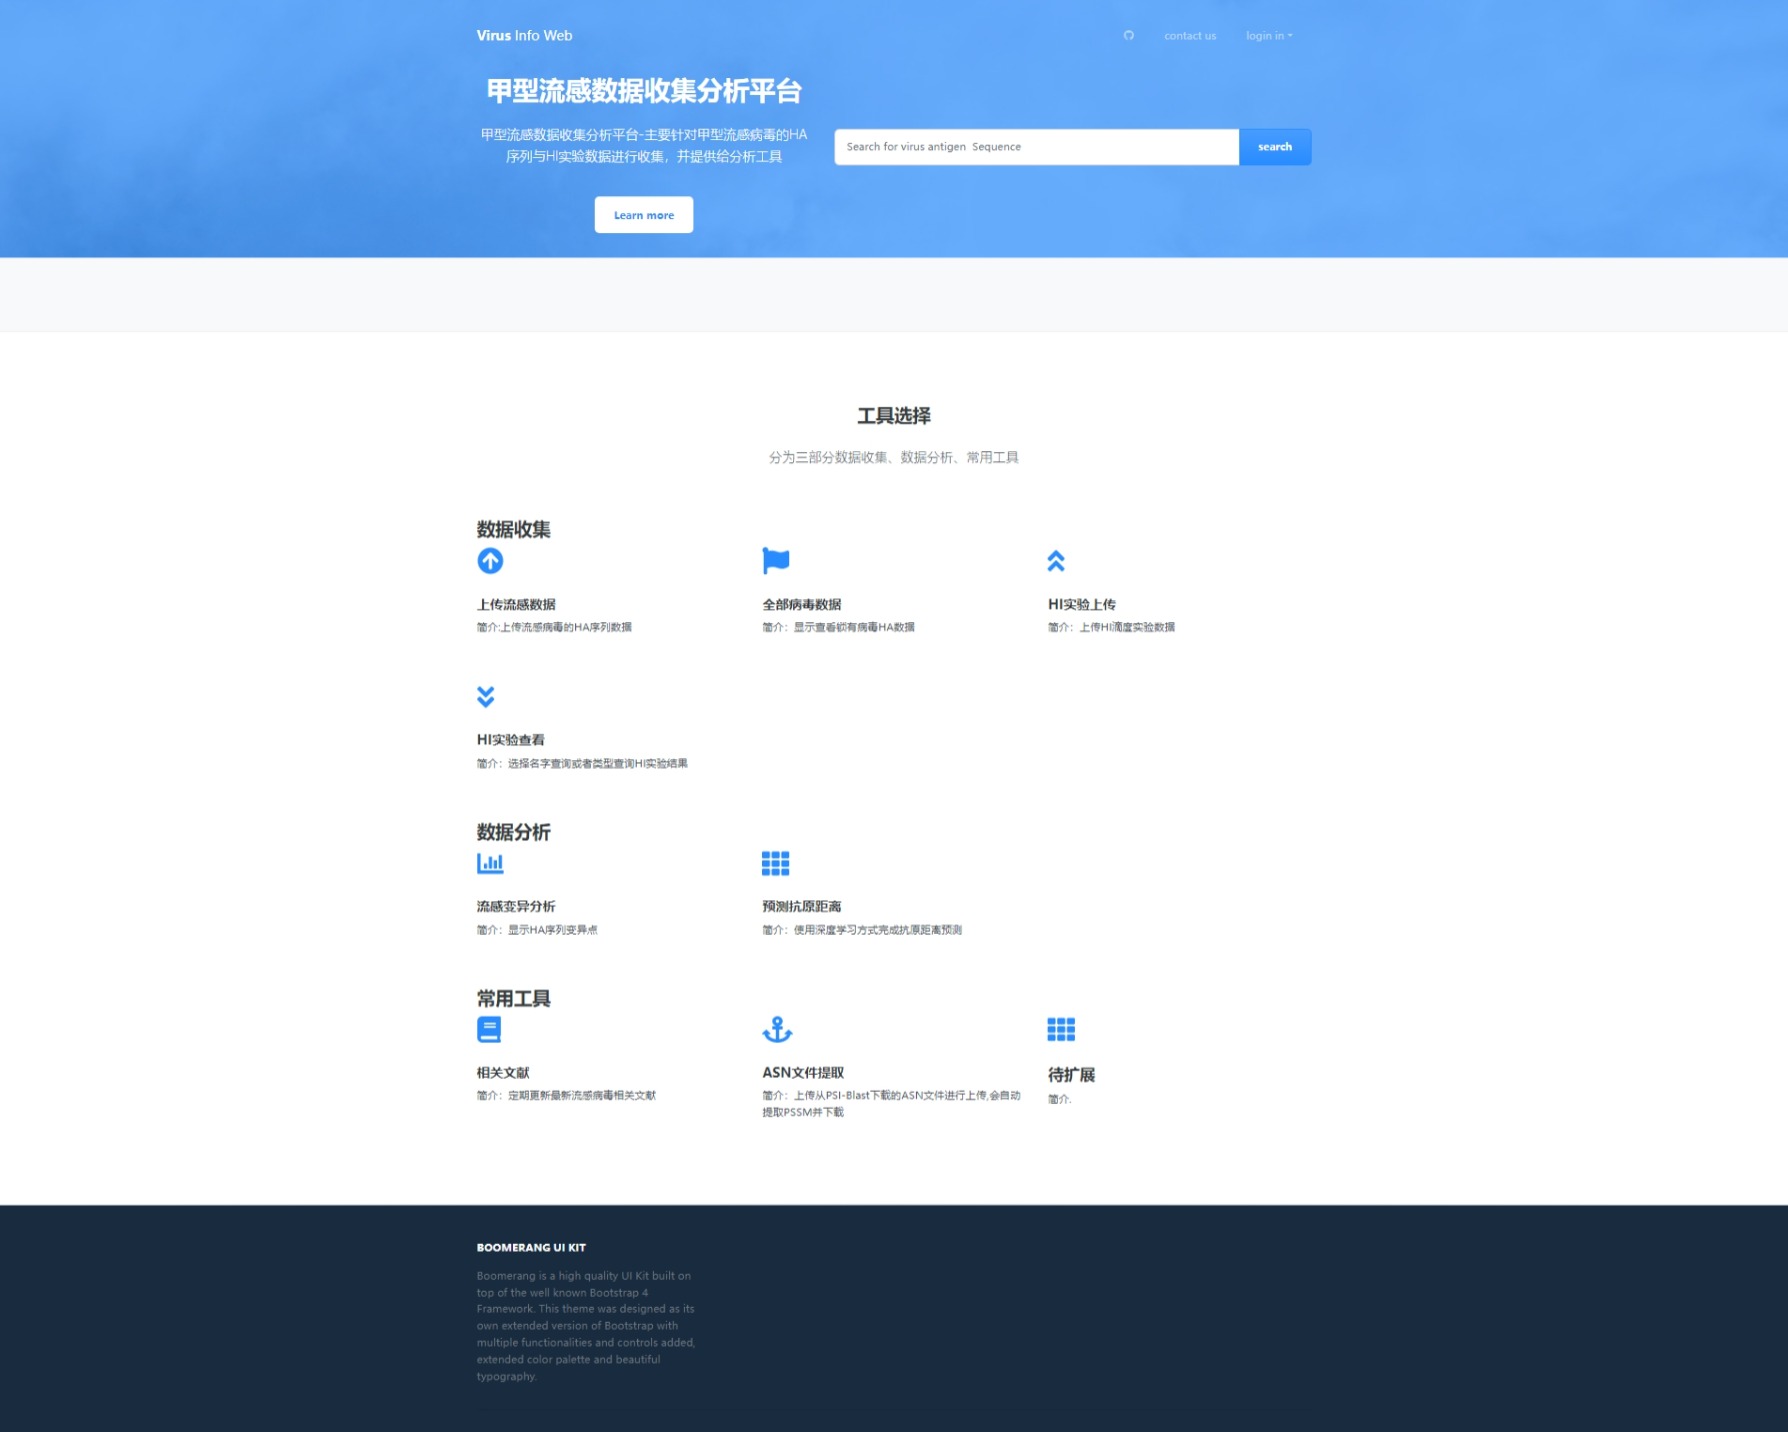 Virus Info Web
contact us
login in
甲型流感数据收集分析平台
甲型流感数据收集分析平台-主要针对甲型流感病毒的HA
序列与HI实验数据进行收集，并提供给分析工具
Search for virus antigen Sequence
search
Learn more
工具选择
分为三部分数据收集、数据分析、常用工具
数据收集
上传流感数据
简介:上传流感病毒的HA序列数据
全部病毒数据
简介：显示查看锁有病毒HA数据
HI实验上传
简介：上传HI滴度实验数据
HI实验查看
简介：选择名字查询或者类型查询HI实验结果
数据分析
流感变异分析
简介：显示HA序列变异点
预测抗原距离
简介：使用深度学习方式完成抗原距离预测
常用工具
相关文献
简介：定期更新最新流感病毒相关文献
ASN文件提取
简介：上传从PSI-Blast下载的ASN文件进行上传,会自动
提取PSSM并下载
待扩展
简介.
BOOMERANG UI KIT
Boomerang is a high quality UI Kit built on
top of the well known Bootstrap 4
Framework. This theme was designed as its
own extended version of Bootstrap with
multiple functionalities and controls added,
extended color palette and beautiful
typography.